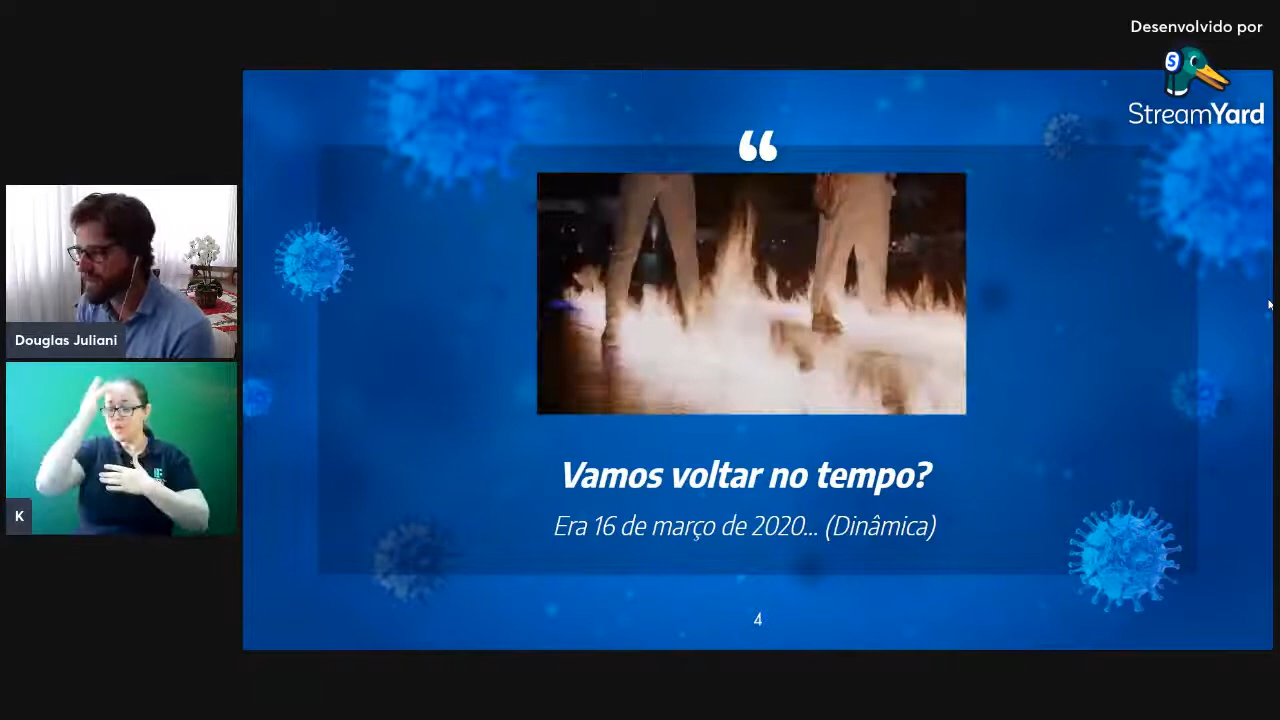 Desenvolvido por
S
StreamYard
“
Douglas Juliani
K
Vamos voltar no tempo?
Era 16 de março de 2020... (Dinâmica)
4